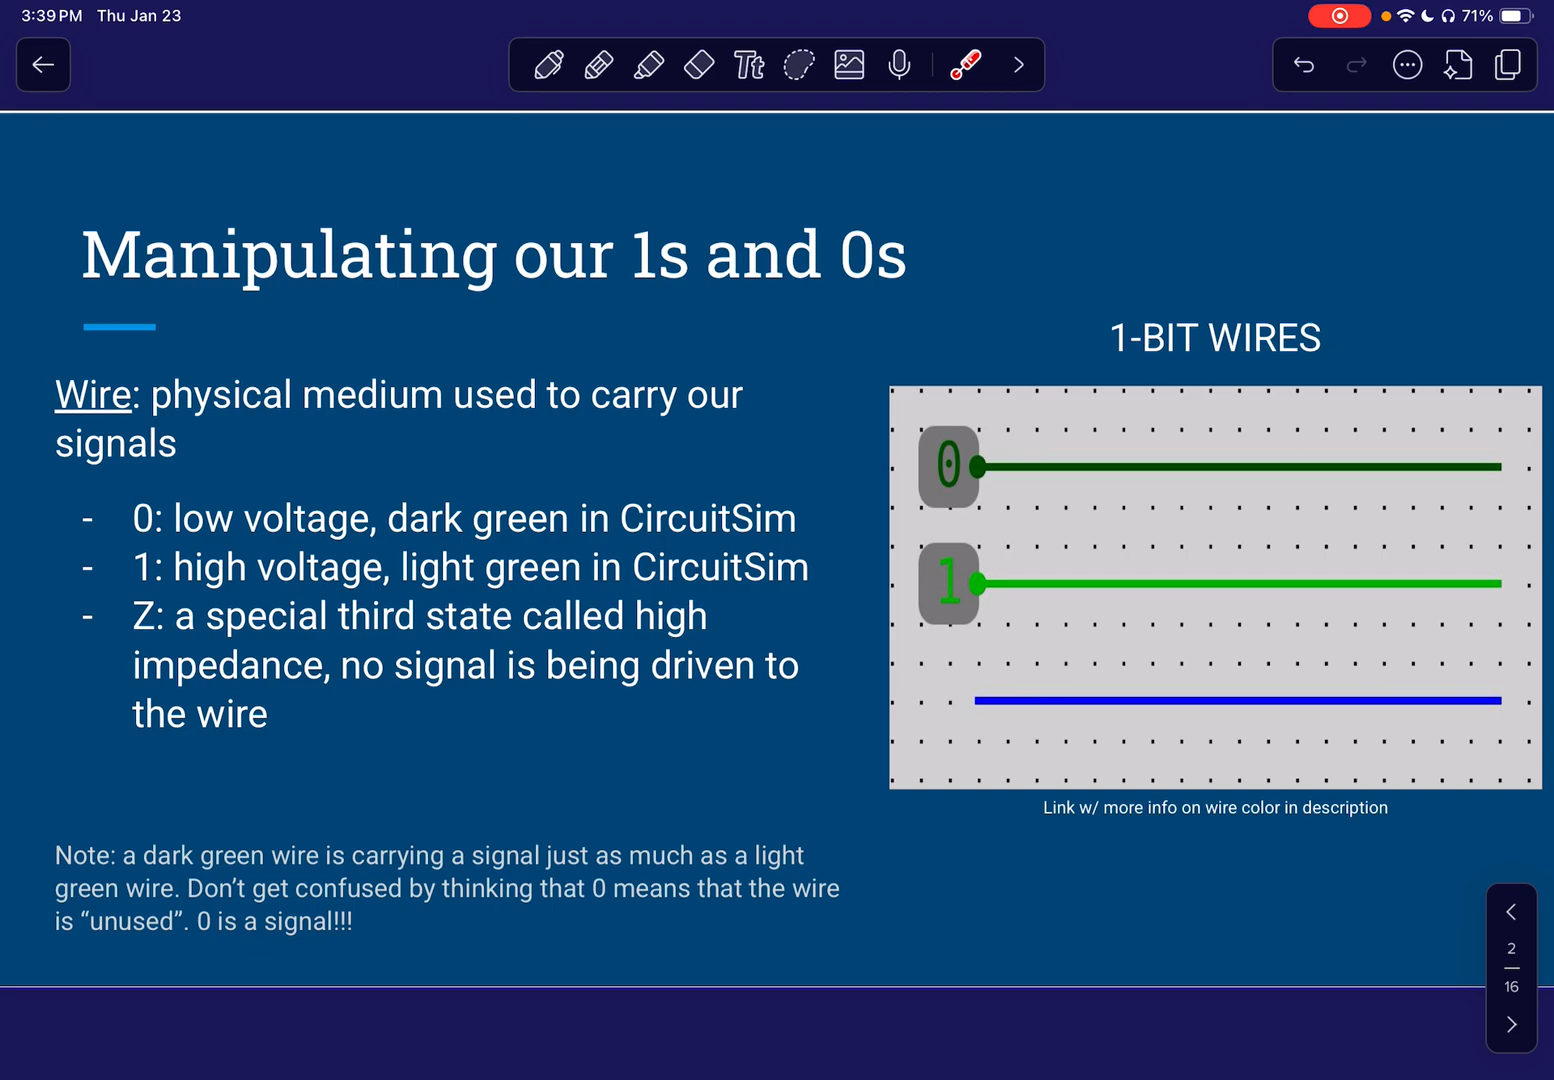 3:39 PM Thu Jan 23
71%
Tt
Manipulating our 1s and 0s
1-BIT WIRES
Wire: physical medium used to carry our
signals
- 0: low voltage, dark green in CircuitSim
- 1: high voltage, light green in CircuitSim
- Z: a special third state called high
impedance, no signal is being driven to
the wire
0
1
Link w/ more info on wire color in description
Note: a dark green wire is carrying a signal just as much as a light
green wire. Don’t get confused by thinking that 0 means that the wire
is “unused”. 0 is a signal!!!
2
16